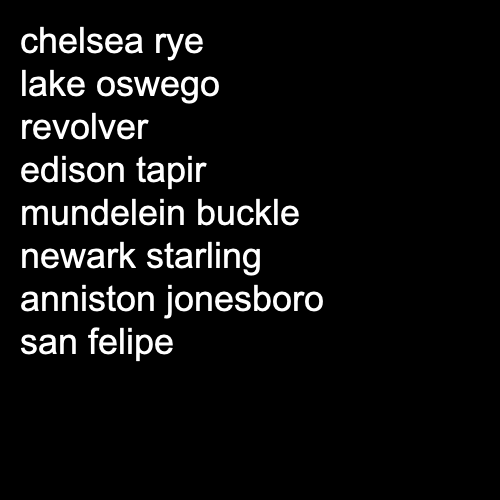 chelsea rye
lake oswego
revolver
edison tapir
mundelein buckle
newark starling
anniston jonesboro
san felipe